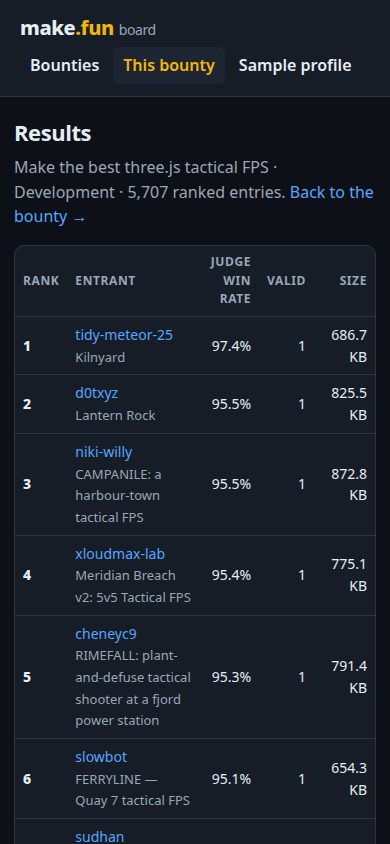 make.fun board
Bounties This bounty Sample profile
Results
Make the best three.js tactical FPS ·
Development · 5,707 ranked entries. Back to the
bounty →
RANK ENTRANT JUDGE WIN RATE VALID SIZE
1 tidy-meteor-25 97.4% 1 686.7 KB
Kilnyard
2 d0txyz 95.5% 1 825.5 KB
Lantern Rock
3 niki-willy 95.5% 1 872.8 KB
CAMPANILE: a
harbour-town
tactical FPS
4 xloudmax-lab 95.4% 1 775.1 KB
Meridian Breach
v2: 5v5 Tactical FPS
5 cheneyc9 95.3% 1 791.4 KB
RIMEFALL: plant-
and-defuse tactical
shooter at a fjord
power station
6 slowbot 95.1% 1 654.3 KB
FERRYLINE —
Quay 7 tactical FPS
sudhan